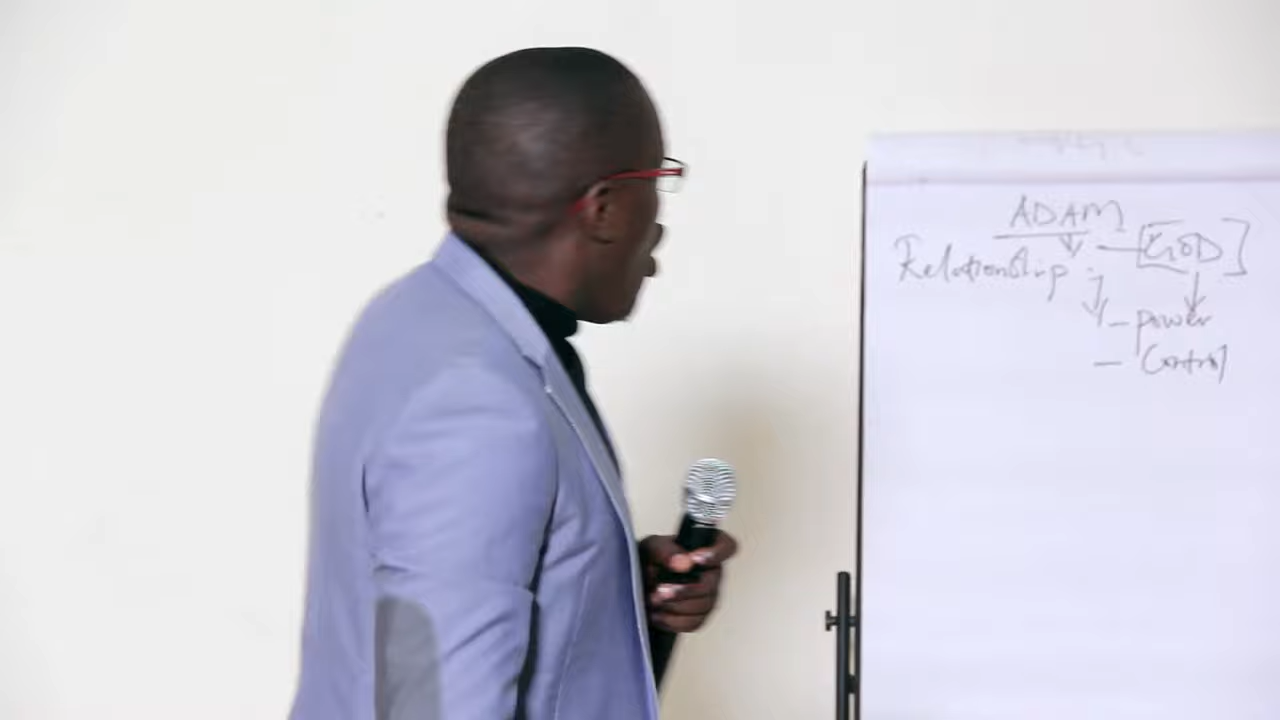 ADAM
Relationship ; — [GOD]
- power
- Control